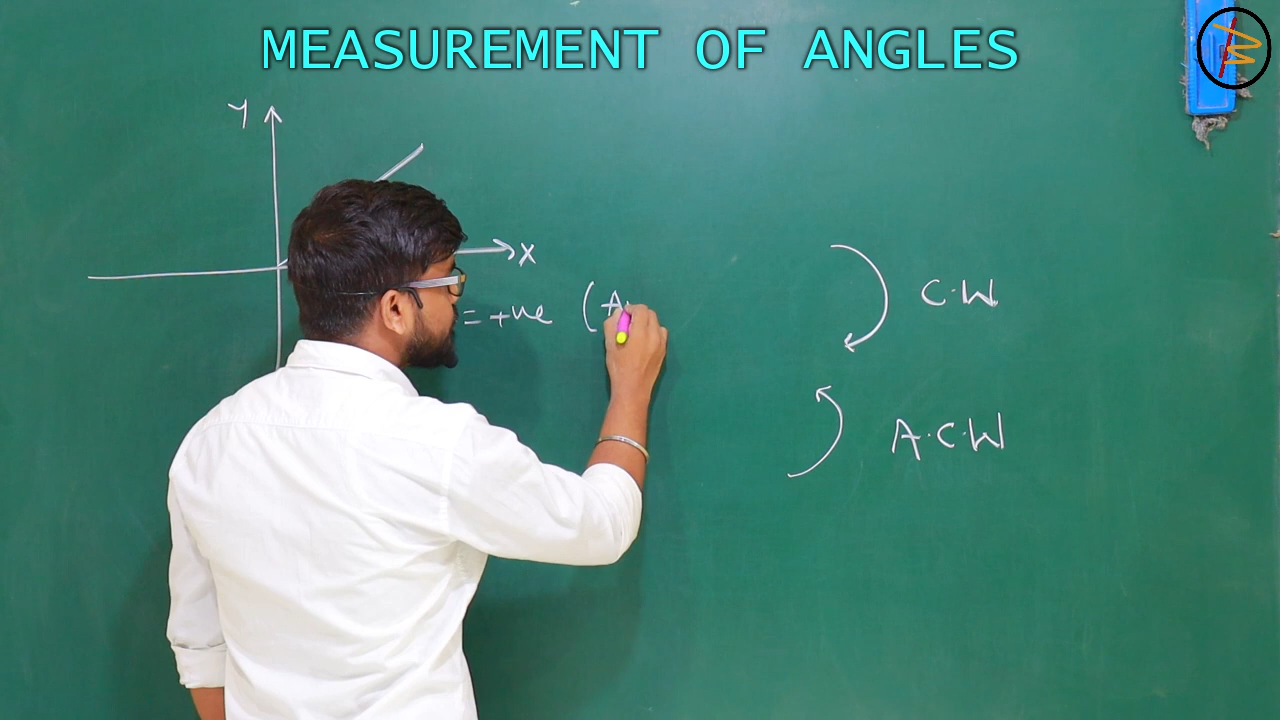 MEASUREMENT OF ANGLES
Y
X
= +ve (A
C.W
A.C.W